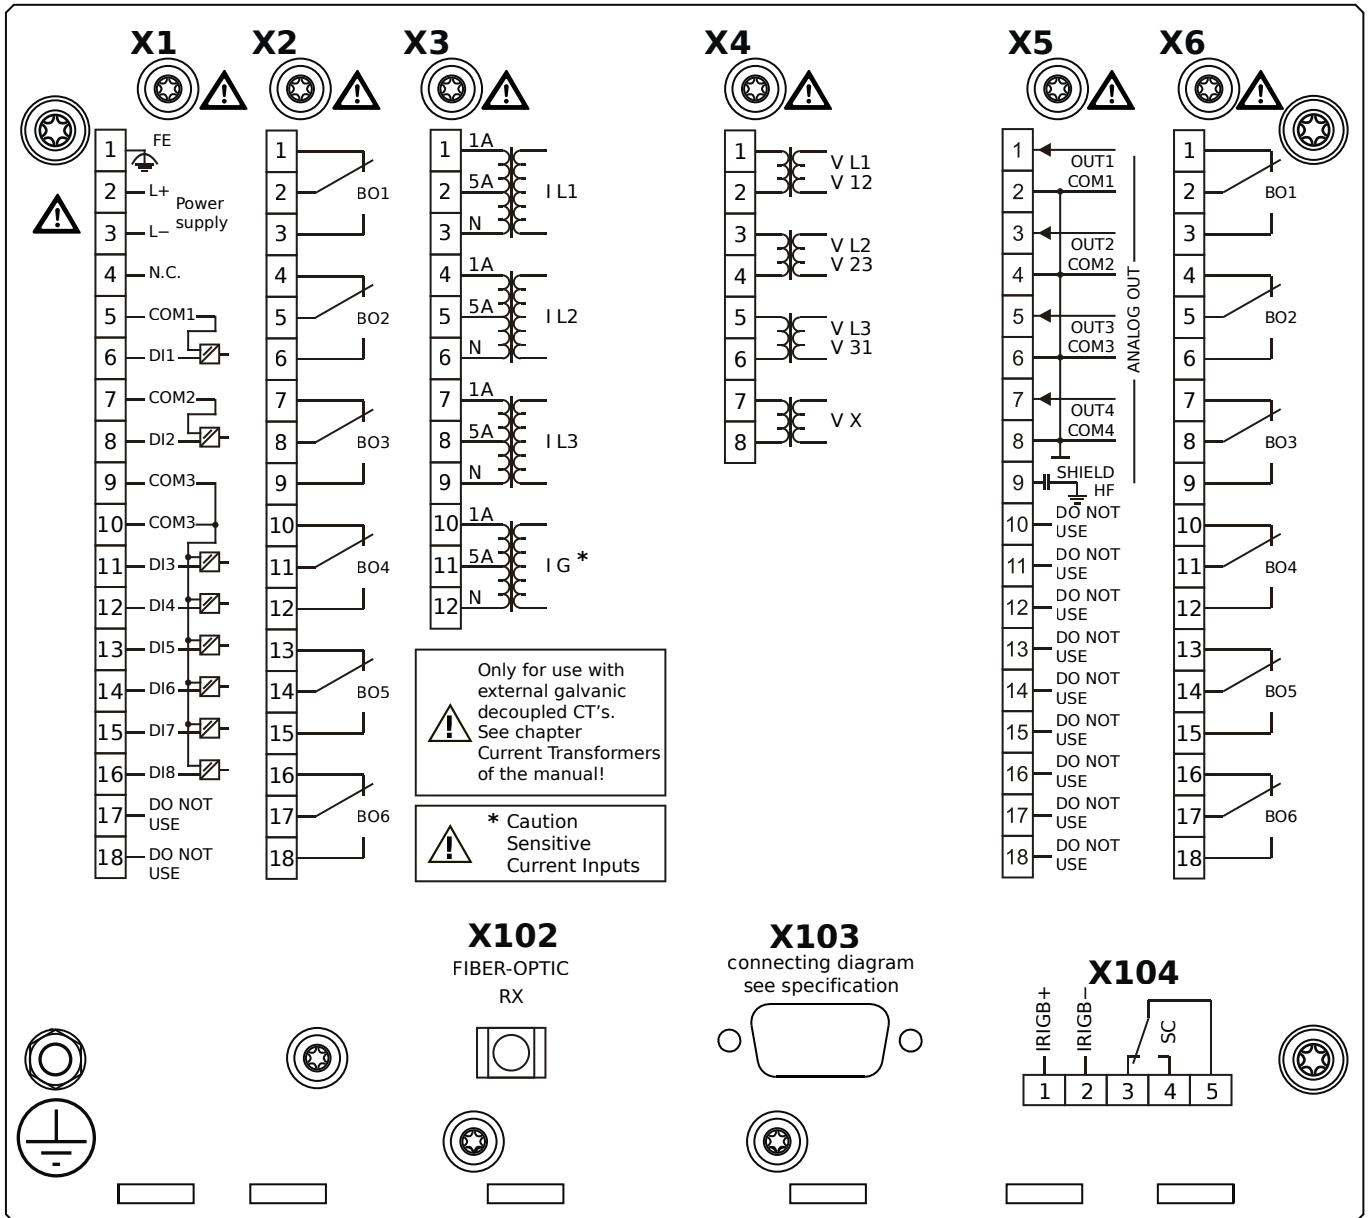 X1
X2
X3
X4
X5
X6
1 FE
2 L+
Power
supply
3 L−
4 N.C.
5 COM1
6 DI1
7 COM2
8 DI2
9 COM3
10 COM3
11 DI3
12 DI4
13 DI5
14 DI6
15 DI7
16 DI8
17 DO NOT
USE
18 DO NOT
USE
1
2 BO1
3
4
5 BO2
6
7
8 BO3
9
10
11 BO4
12
13
14 BO5
15
16
17 BO6
18
1 1A
2 5A I L1
3 N
4 1A
5 5A I L2
6 N
7 1A
8 5A I L3
9 N
10 1A
11 5A I G *
12 N
Only for use with
external galvanic
decoupled CT's.
See chapter
Current Transformers
of the manual!
* Caution
Sensitive
Current Inputs
1 V L1
2 V 12
3 V L2
4 V 23
5 V L3
6 V 31
7
V X
8
1
OUT1
2 COM1
3
OUT2
4 COM2
5
OUT3
6 COM3
7
OUT4
8 COM4
ANALOG OUT
9 SHIELD
HF
10 DO NOT
USE
11 DO NOT
USE
12 DO NOT
USE
13 DO NOT
USE
14 DO NOT
USE
15 DO NOT
USE
16 DO NOT
USE
17 DO NOT
USE
18 DO NOT
USE
1
2 BO1
3
4
5 BO2
6
7
8 BO3
9
10
11 BO4
12
13
14 BO5
15
16
17 BO6
18
X102
FIBER-OPTIC
RX
X103
connecting diagram
see specification
X104
IRIGB+
IRIGB−
SC
1 2 3 4 5